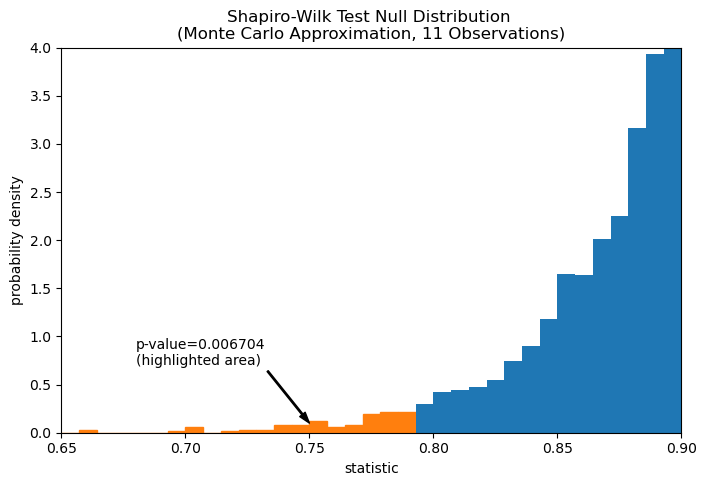 Shapiro-Wilk Test Null Distribution
(Monte Carlo Approximation, 11 Observations)
4.0
3.5
3.0
2.5
2.0
1.5
1.0
0.5
0.0
probability density
p-value=0.006704
(highlighted area)
0.65
0.70
0.75
0.80
0.85
0.90
statistic